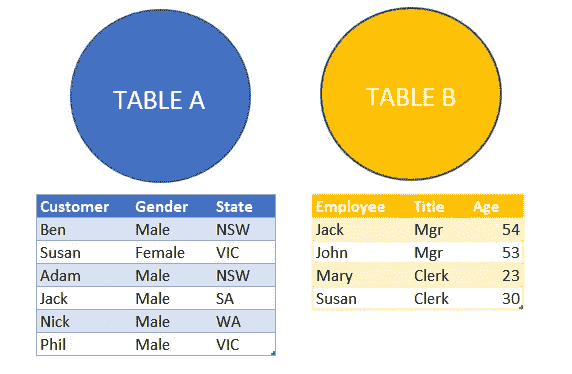 TABLE A
TABLE B
Customer Gender State
Ben Male NSW
Susan Female VIC
Adam Male NSW
Jack Male SA
Nick Male WA
Phil Male VIC
Employee Title Age
Jack Mgr 54
John Mgr 53
Mary Clerk 23
Susan Clerk 30